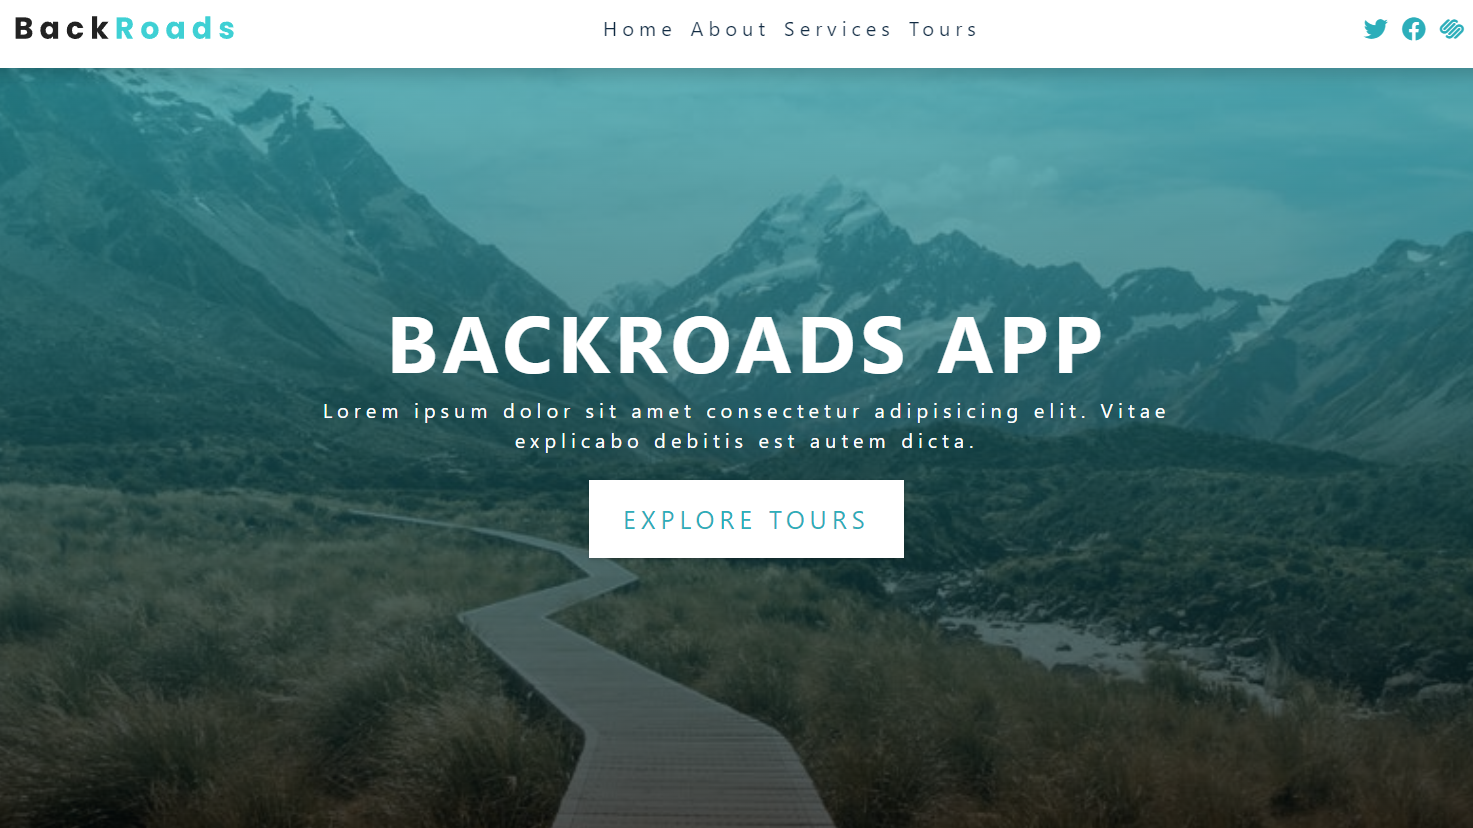 BackRoads
Home About Services Tours
BACKROADS APP
Lorem ipsum dolor sit amet consectetur adipisicing elit. Vitae
explicabo debitis est autem dicta.
EXPLORE TOURS